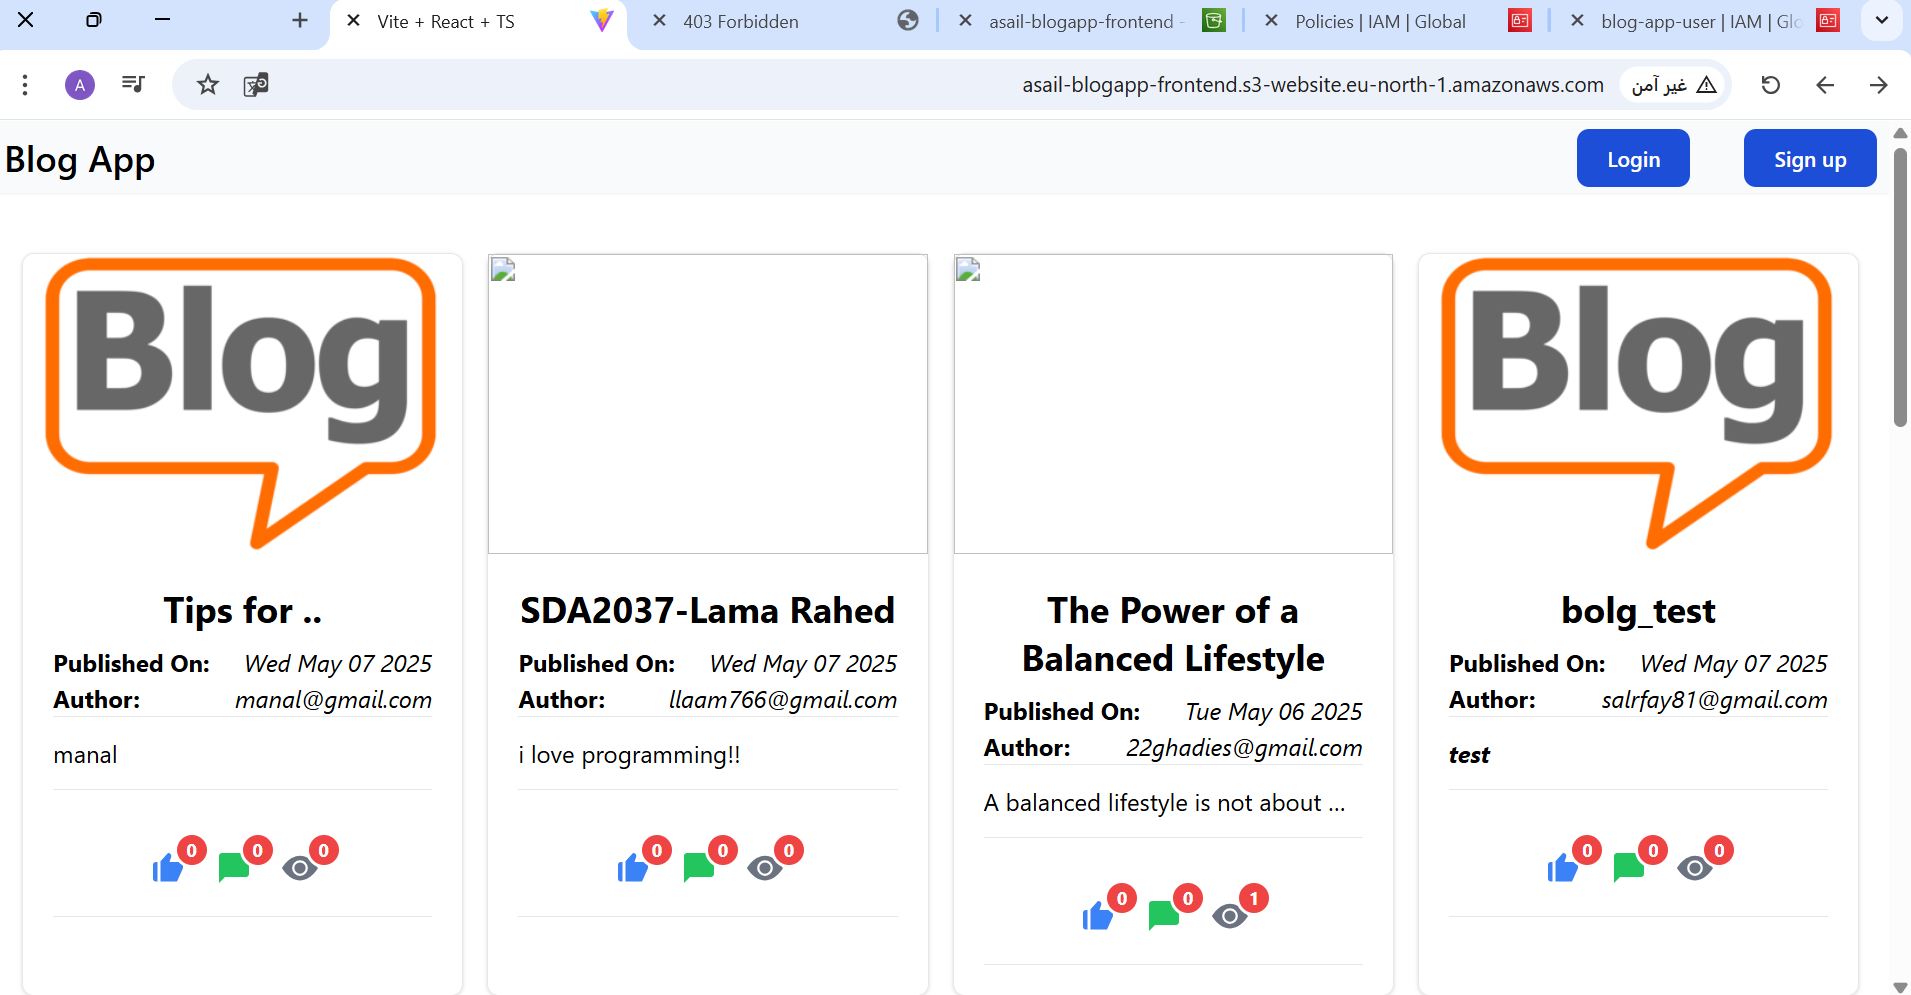 Vite + React + TS
403 Forbidden
asail-blogapp-frontend -
Policies | IAM | Global
blog-app-user | IAM | Glo
A
asail-blogapp-frontend.s3-website.eu-north-1.amazonaws.com
غير آمن
Blog App
Login
Sign up
Blog
Tips for ..
Published On: Wed May 07 2025
Author: manal@gmail.com
manal
0 0 0
SDA2037-Lama Rahed
Published On: Wed May 07 2025
Author: llaam766@gmail.com
i love programming!!
0 0 0
The Power of a
Balanced Lifestyle
Published On: Tue May 06 2025
Author: 22ghadies@gmail.com
A balanced lifestyle is not about ...
0 0 1
Blog
bolg_test
Published On: Wed May 07 2025
Author: salrfay81@gmail.com
test
0 0 0